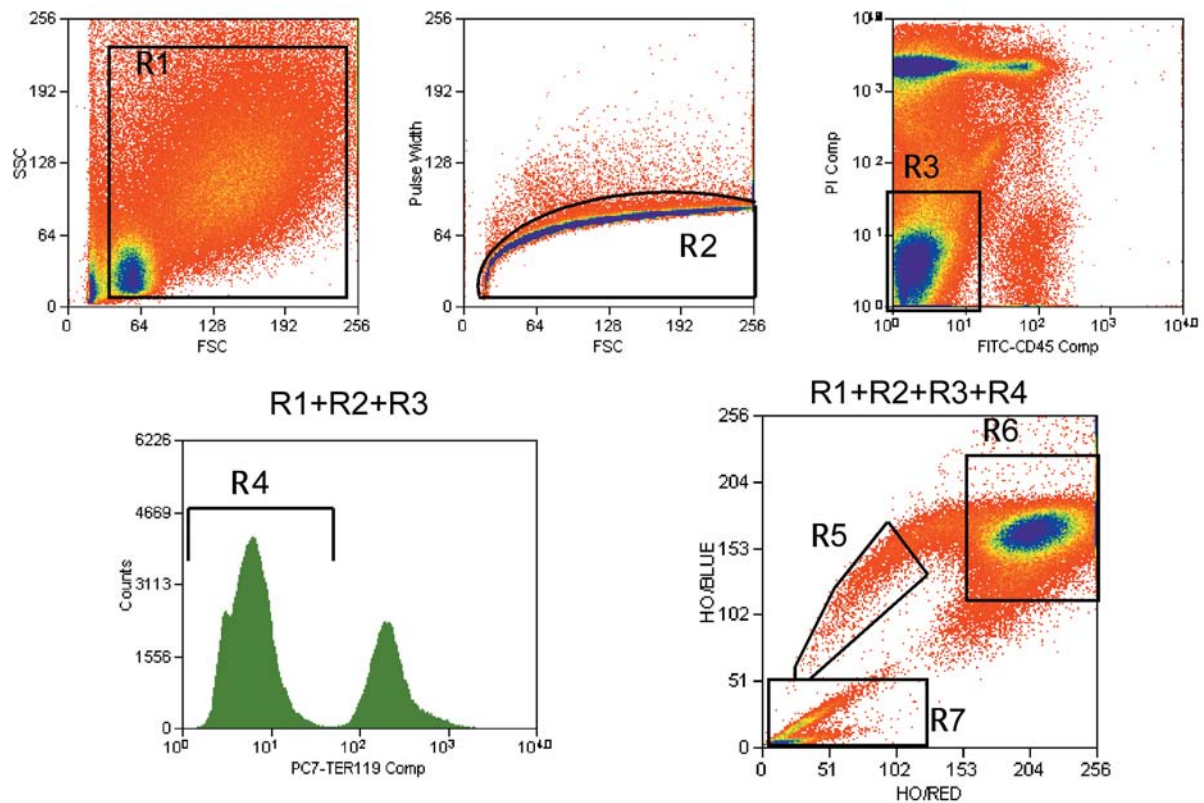 256
192
128
64
0
SSC
R1
0 64 128 192 256
FSC
256
192
128
64
0
Pulse Width
R2
0 64 128 192 256
FSC
10³
10²
10¹
PI Comp
R3
10⁰ 10¹ 10² 10³ 10⁴·⁰
FITC-CD45 Comp
R1+R2+R3
6226
4669
3113
1556
0
Counts
R4
10⁰ 10¹ 10² 10³ 10⁴·⁰
PC7-TER119 Comp
R1+R2+R3+R4
256
204
153
102
51
0
HO/BLUE
R6
R5
R7
0 51 102 153 204 256
HO/RED